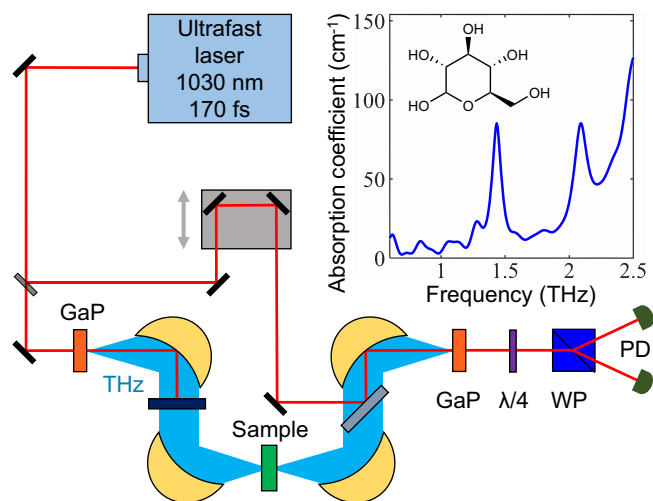 Ultrafast
laser
1030 nm
170 fs
Absorption coefficient (cm⁻¹)
150
100
50
0
1
1.5
2
2.5
Frequency (THz)
OH
HO
OH
HO
O
OH
GaP
THz
Sample
GaP
λ/4
WP
PD